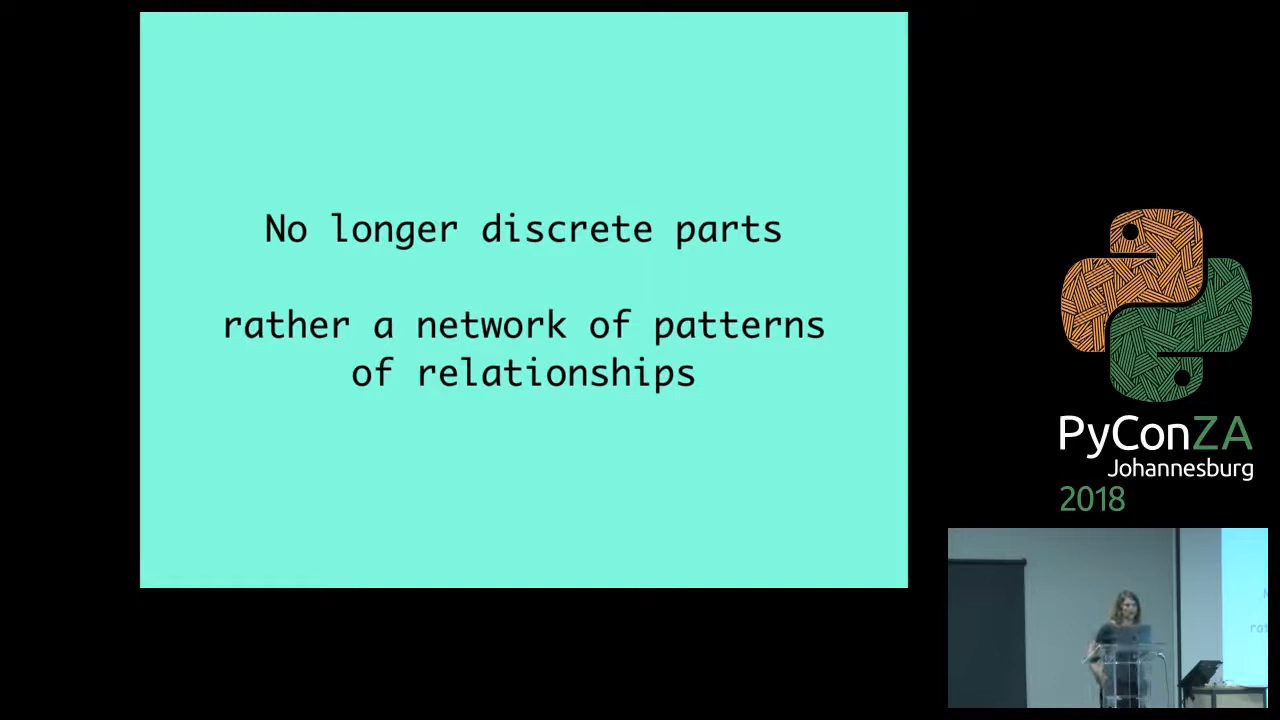 No longer discrete parts
rather a network of patterns
of relationships
PyConZA
Johannesburg
2018